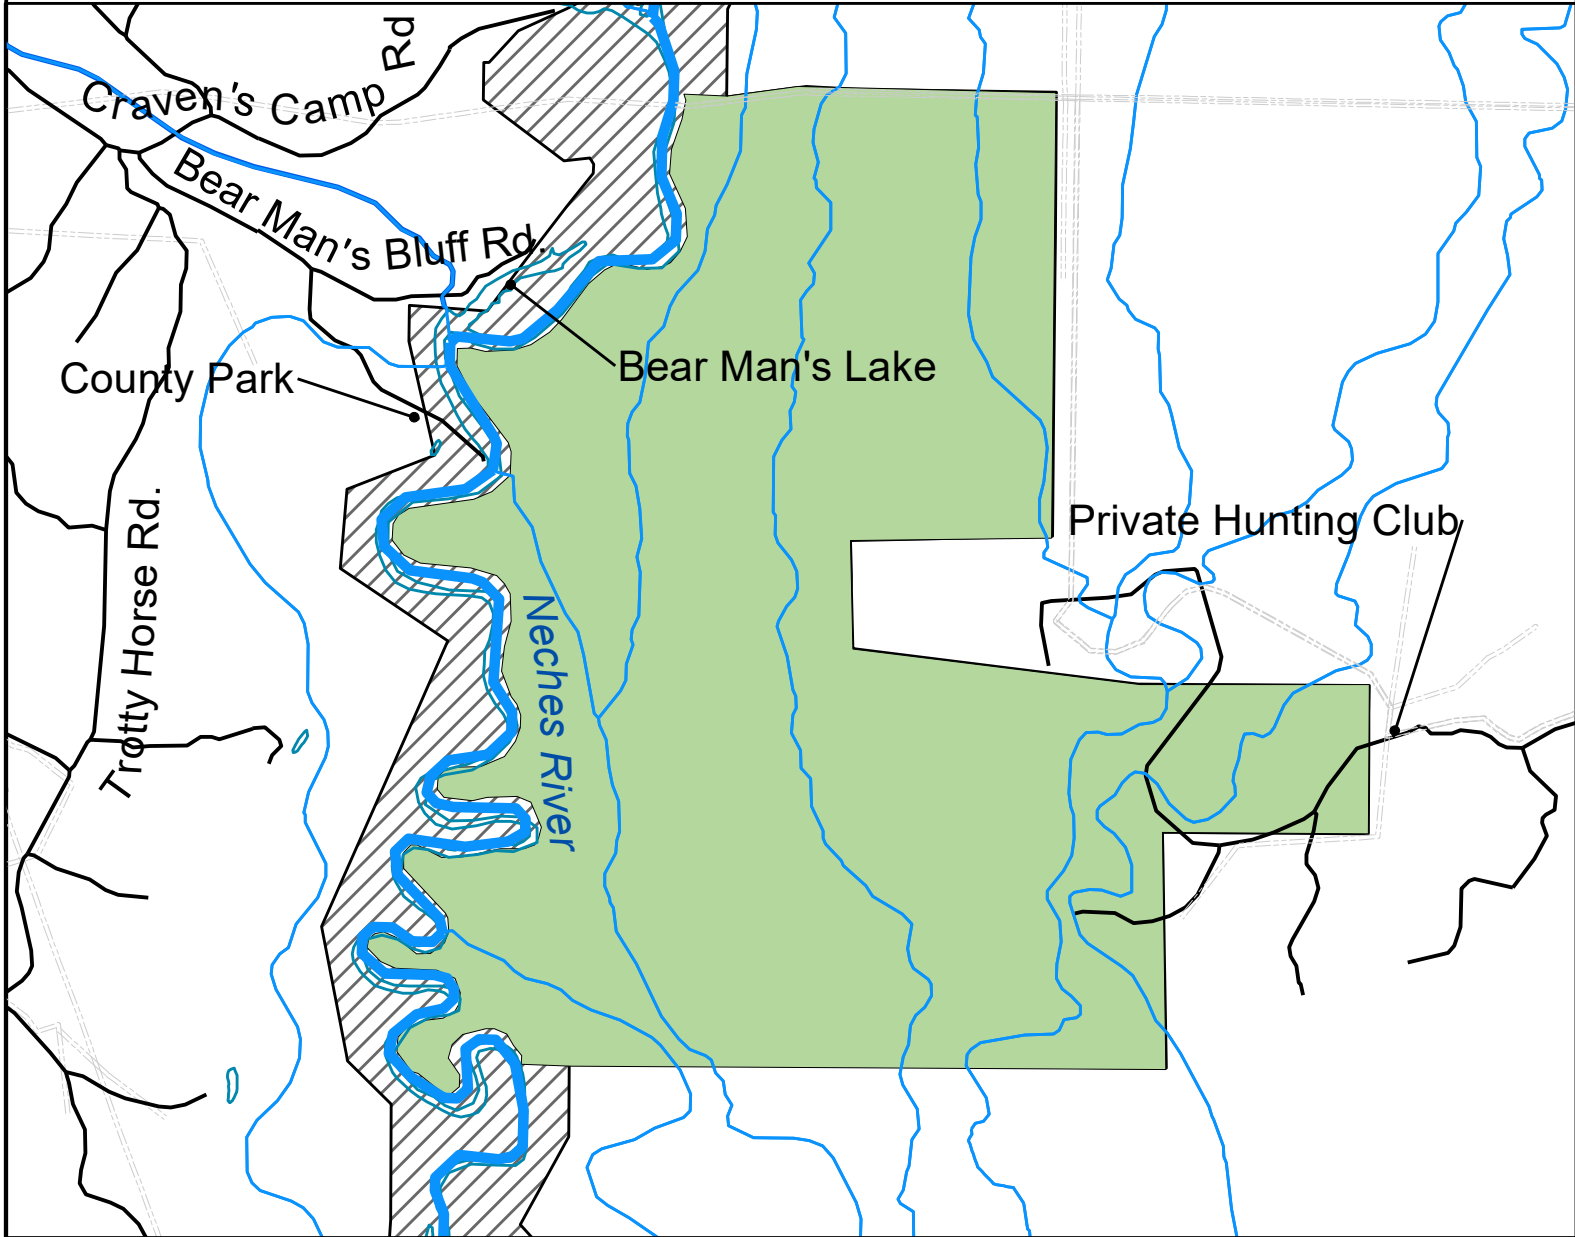 Craven's Camp Rd
Bear Man's Bluff Rd.
County Park
Bear Man's Lake
Private Hunting Club
Trotty Horse Rd.
Neches River